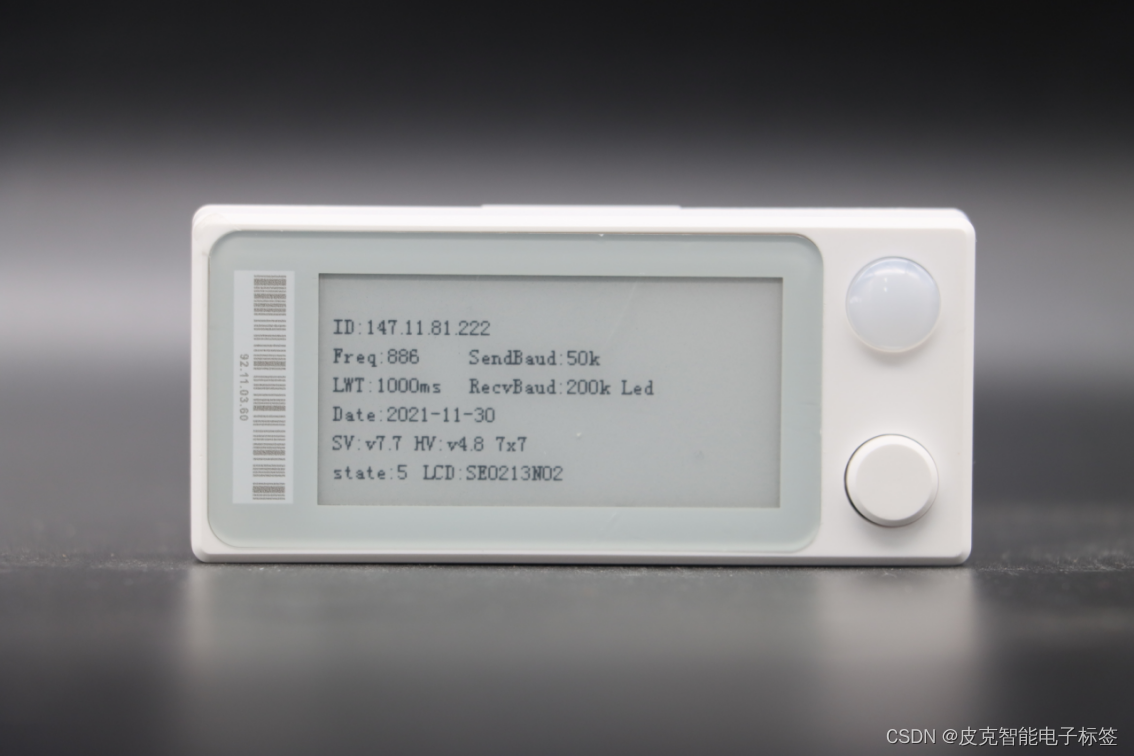 92.11.03.60
ID:147.11.81.222
Freq:886 SendBaud:50k
LWT:1000ms RecvBaud:200k Led
Date:2021-11-30
SV:v7.7 HV:v4.8 7x7
state:5 LCD:SE0213N02
CSDN @皮克智能电子标签